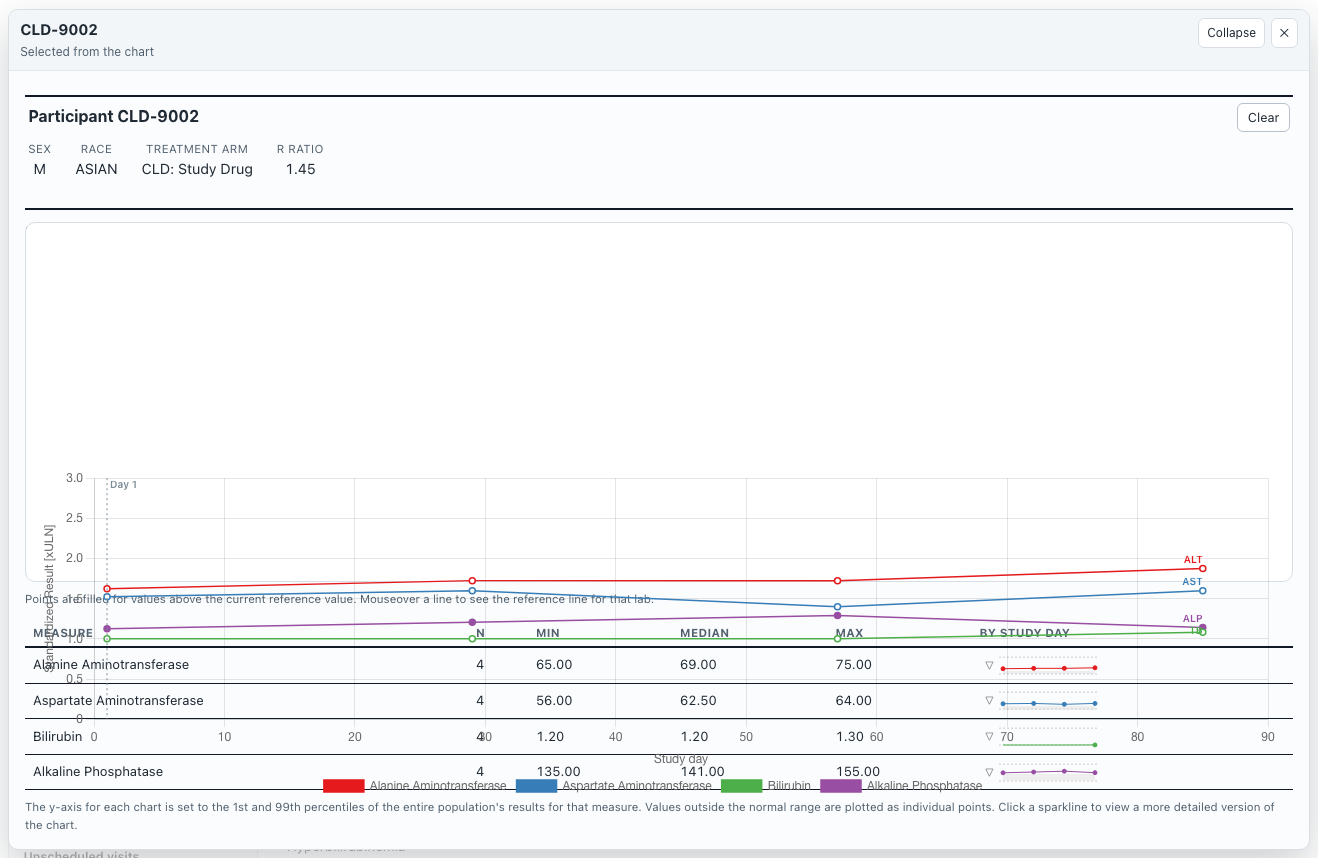 CLD-9002
Selected from the chart
Collapse
×
Participant CLD-9002
Clear
SEX RACE TREATMENT ARM R RATIO
M ASIAN CLD: Study Drug 1.45
3.0
Day 1
2.5
2.0
ALT
AST
1.5
Points are filled for values above the current reference value. Mouseover a line to see the reference line for that lab.
ALP
Standardized Result [xULN]
MEASURE N MIN MEDIAN MAX BY STUDY DAY
1.0
Alanine Aminotransferase 4 65.00 69.00 75.00
0.5
Aspartate Aminotransferase 4 56.00 62.50 64.00
0
Bilirubin 4 1.20 1.20 1.30
0 10 20 30 40 50 60 70 80 90
Study day
Alkaline Phosphatase 4 135.00 141.00 155.00
Alanine Aminotransferase Aspartate Aminotransferase Bilirubin Alkaline Phosphatase
The y-axis for each chart is set to the 1st and 99th percentiles of the entire population's results for that measure. Values outside the normal range are plotted as individual points. Click a sparkline to view a more detailed version of
the chart.
Unscheduled visits